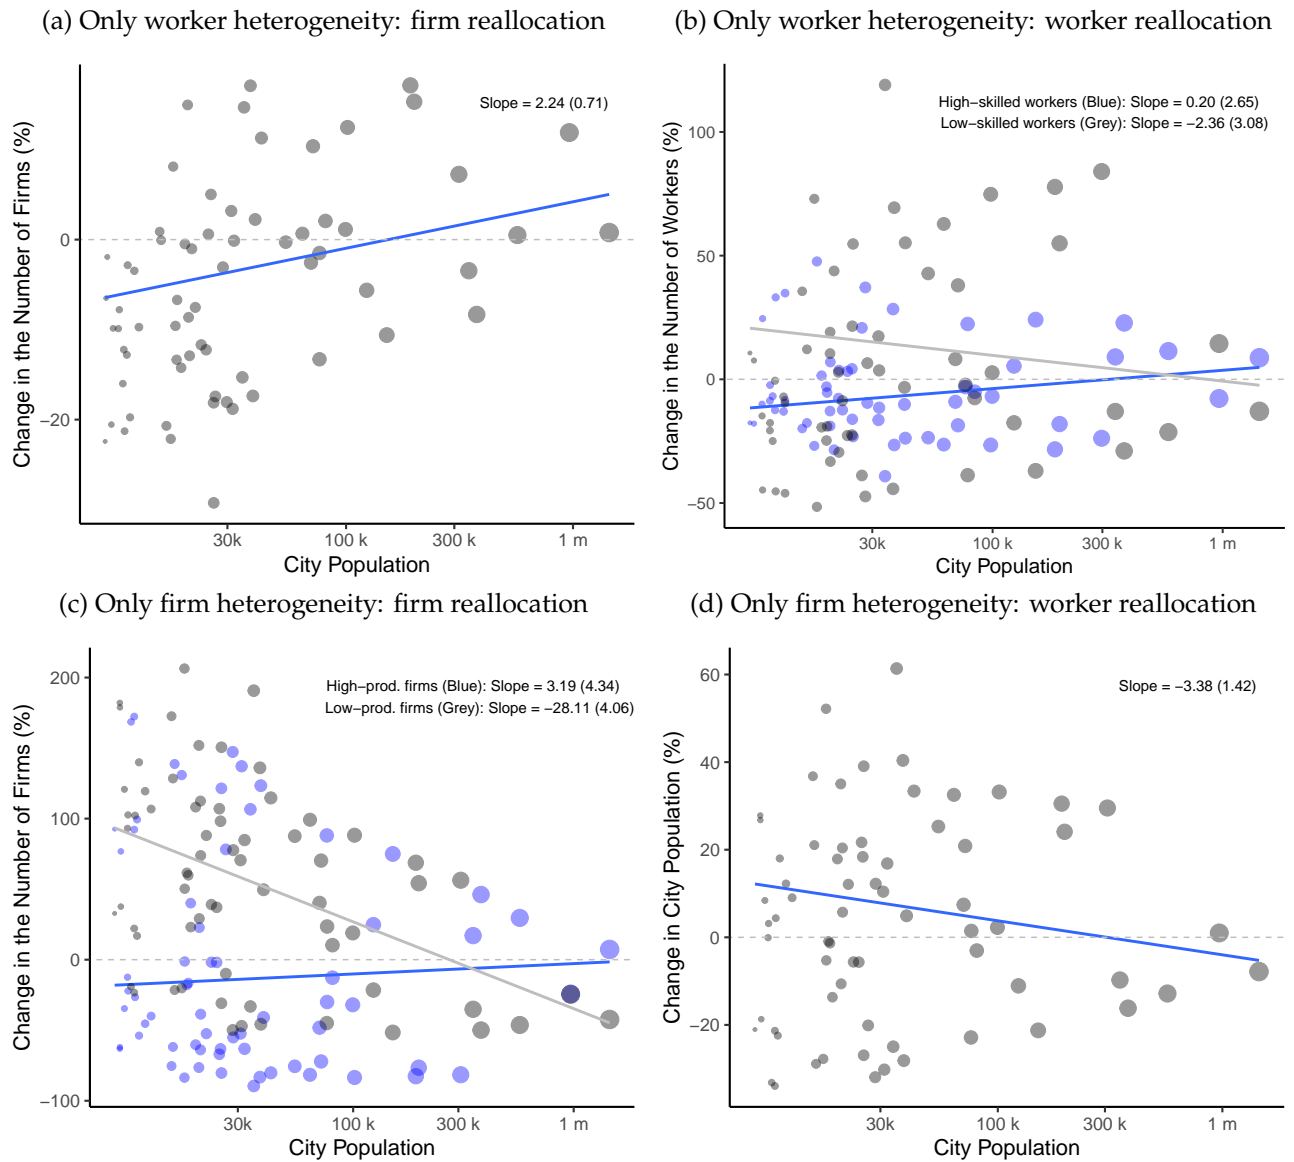 (a) Only worker heterogeneity: firm reallocation
Slope = 2.24 (0.71)
Change in the Number of Firms (%)
0
−20
30k
100 k
300 k
1 m
City Population
(b) Only worker heterogeneity: worker reallocation
High−skilled workers (Blue): Slope = 0.20 (2.65)
Low−skilled workers (Grey): Slope = −2.36 (3.08)
Change in the Number of Workers (%)
100
50
0
−50
30k
100 k
300 k
1 m
City Population
(c) Only firm heterogeneity: firm reallocation
High−prod. firms (Blue): Slope = 3.19 (4.34)
Low−prod. firms (Grey): Slope = −28.11 (4.06)
Change in the Number of Firms (%)
200
100
0
−100
30k
100 k
300 k
1 m
City Population
(d) Only firm heterogeneity: worker reallocation
Slope = −3.38 (1.42)
Change in City Population (%)
60
40
20
0
−20
30k
100 k
300 k
1 m
City Population